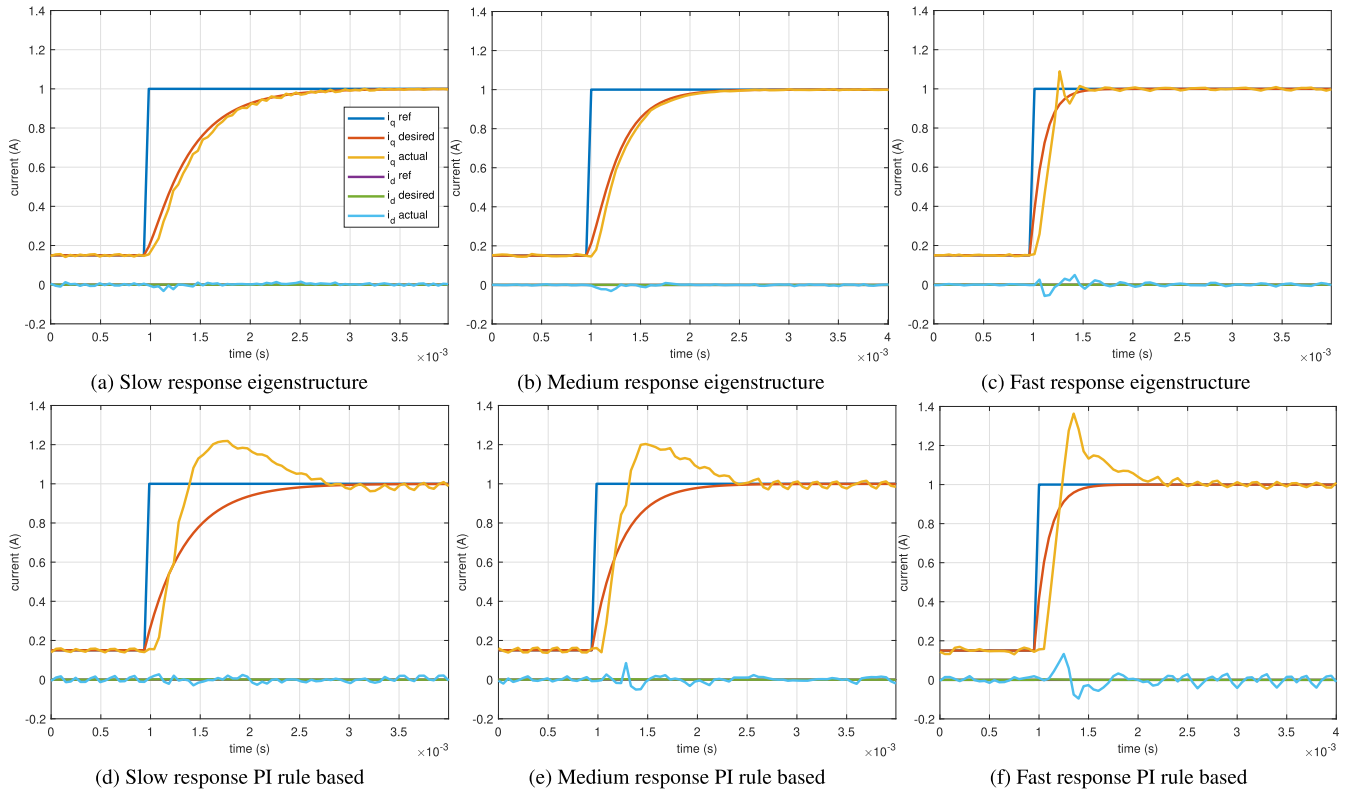 1.4
1.2
1
0.8
0.6
0.4
0.2
0
-0.2
current (A)
0 0.5 1 1.5 2 2.5 3 3.5
time (s)
×10⁻³
i_q ref
i_q desired
i_q actual
i_d ref
i_d desired
i_d actual
(a) Slow response eigenstructure
1.4
1.2
1
0.8
0.6
0.4
0.2
0
-0.2
current (A)
0 0.5 1 1.5 2 2.5 3 3.5 4
time (s)
×10⁻³
(b) Medium response eigenstructure
1.4
1.2
1
0.8
0.6
0.4
0.2
0
-0.2
current (A)
0 0.5 1 1.5 2 2.5 3 3.5
time (s)
×10⁻³
(c) Fast response eigenstructure
1.4
1.2
1
0.8
0.6
0.4
0.2
0
-0.2
current (A)
0 0.5 1 1.5 2 2.5 3 3.5
time (s)
×10⁻³
(d) Slow response PI rule based
1.4
1.2
1
0.8
0.6
0.4
0.2
0
-0.2
current (A)
0 0.5 1 1.5 2 2.5 3 3.5
time (s)
×10⁻³
(e) Medium response PI rule based
1.4
1.2
1
0.8
0.6
0.4
0.2
0
-0.2
current (A)
0 0.5 1 1.5 2 2.5 3 3.5 4
time (s)
×10⁻³
(f) Fast response PI rule based